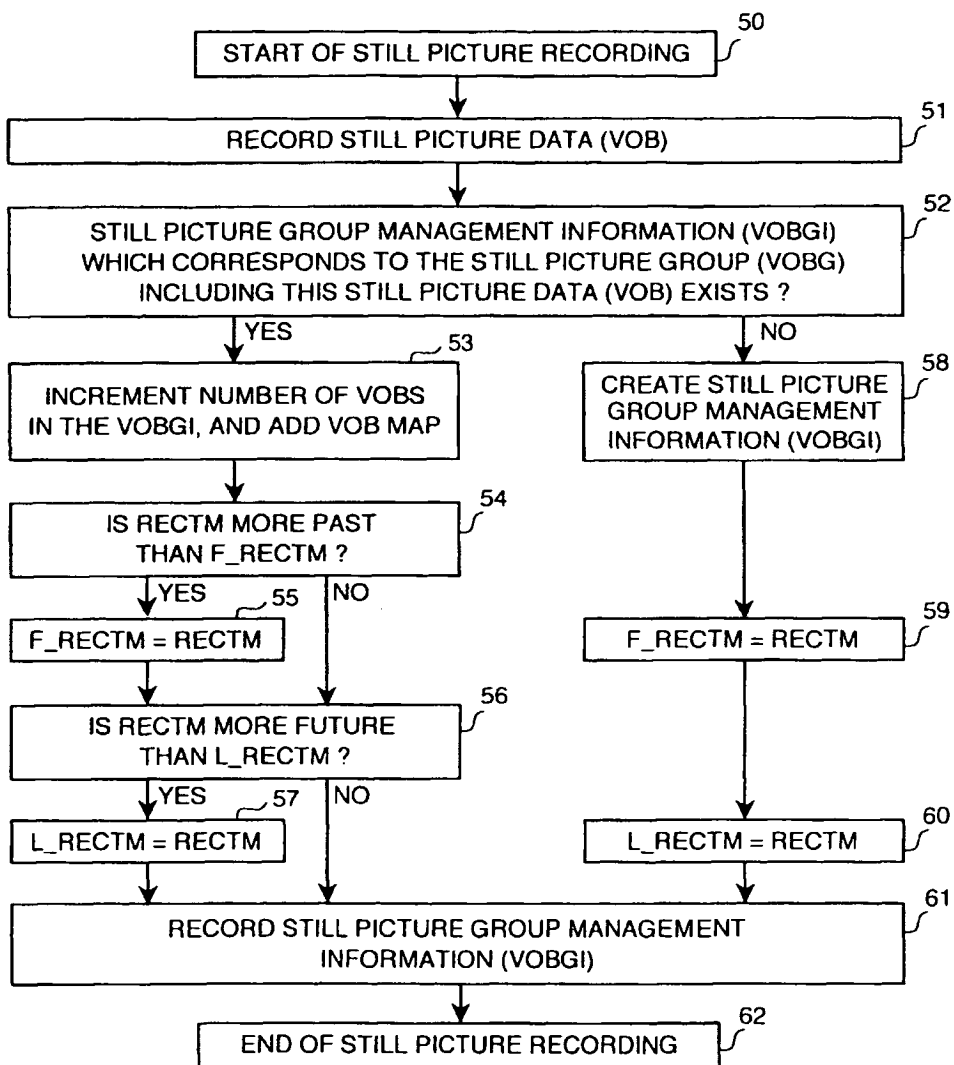 50
START OF STILL PICTURE RECORDING
51
RECORD STILL PICTURE DATA (VOB)
52
STILL PICTURE GROUP MANAGEMENT INFORMATION (VOBGI)
WHICH CORRESPONDS TO THE STILL PICTURE GROUP (VOBG)
INCLUDING THIS STILL PICTURE DATA (VOB) EXISTS ?
YES
NO
53
INCREMENT NUMBER OF VOBS
IN THE VOBGI, AND ADD VOB MAP
58
CREATE STILL PICTURE
GROUP MANAGEMENT
INFORMATION (VOBGI)
54
IS RECTM MORE PAST
THAN F_RECTM ?
YES
NO
55
F_RECTM = RECTM
59
F_RECTM = RECTM
56
IS RECTM MORE FUTURE
THAN L_RECTM ?
YES
NO
57
L_RECTM = RECTM
60
L_RECTM = RECTM
61
RECORD STILL PICTURE GROUP MANAGEMENT
INFORMATION (VOBGI)
62
END OF STILL PICTURE RECORDING